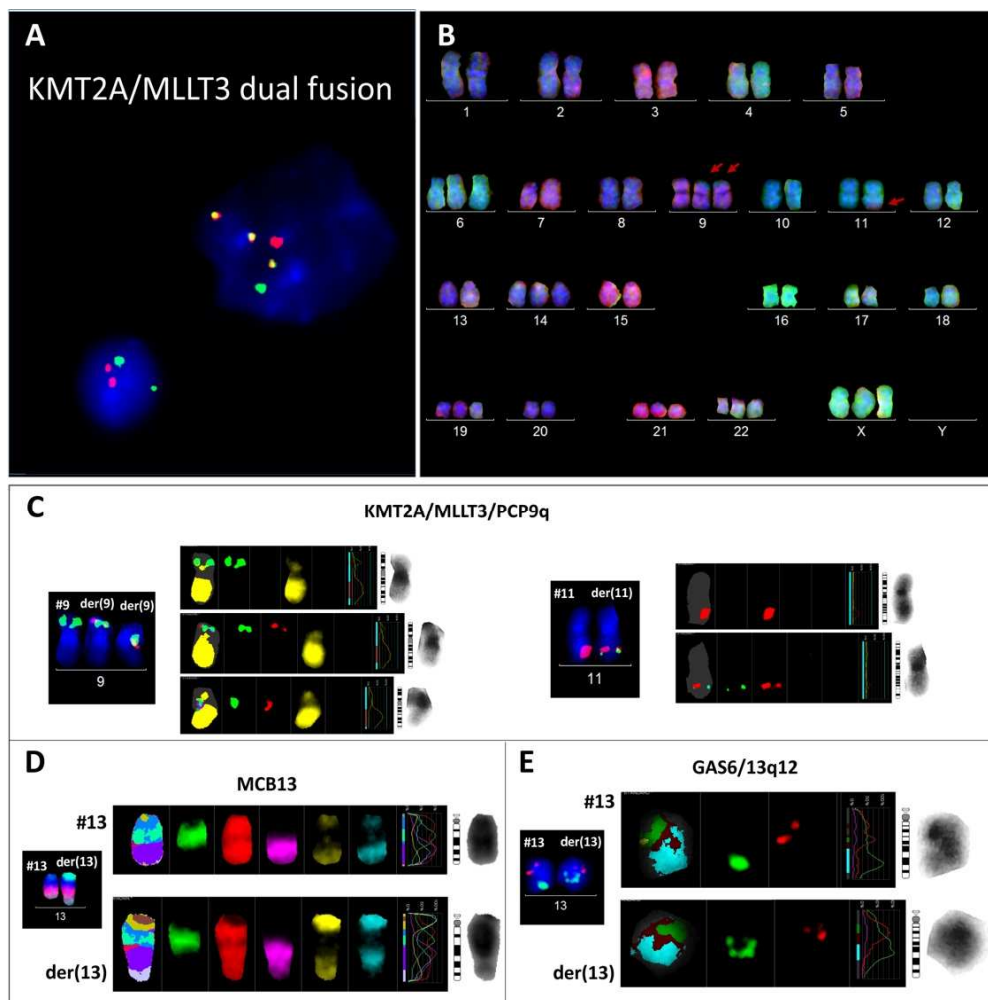 A
KMT2A/MLLT3 dual fusion
B
1 2 3 4 5
6 7 8 9 10 11 12
13 14 15 16 17 18
19 20 21 22 X Y
C
KMT2A/MLLT3/PCP9q
#9 der(9) der(9)
9
#11 der(11)
11
D
MCB13
#13
#13 der(13)
13
der(13)
E
GAS6/13q12
#13
#13 der(13)
13
der(13)